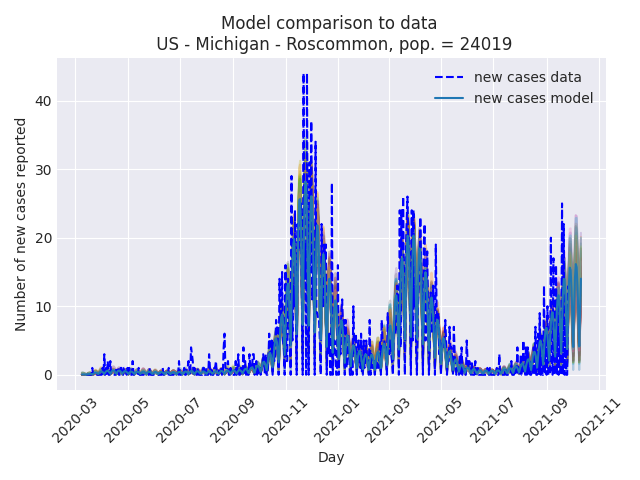 Model comparison to data
US - Michigan - Roscommon, pop. = 24019
new cases data
new cases model
Number of new cases reported
40
30
20
10
0
2020-03
2020-05
2020-07
2020-09
2020-11
2021-01
2021-03
2021-05
2021-07
2021-09
2021-11
Day